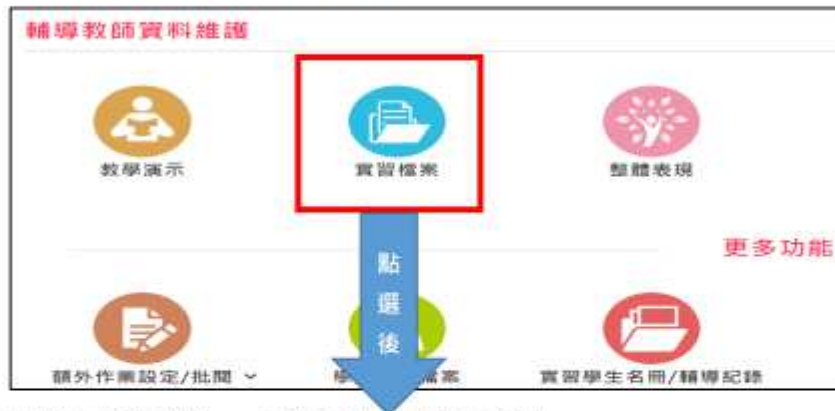 輔導教師資料維護
教學演示
實習檔案
整體表現
更多功能
點選後
額外作業設定/批閱
檔案
實習學生名冊/輔導紀錄